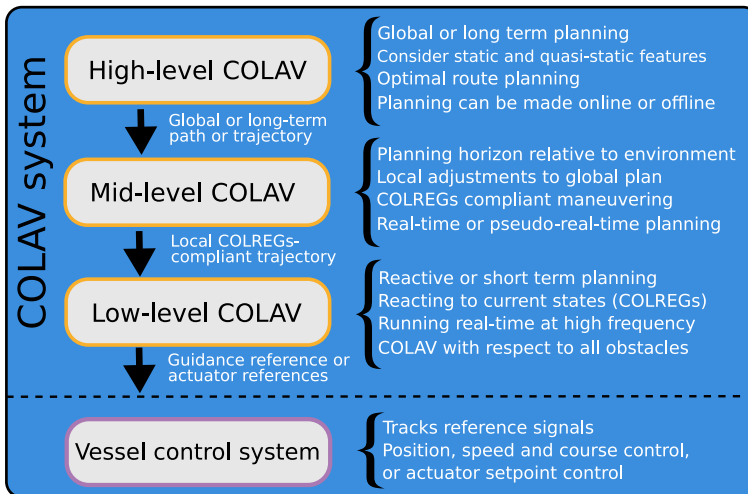 COLAV system
High-level COLAV
Global or long term planning
Consider static and quasi-static features
Optimal route planning
Planning can be made online or offline
Global or long-term
path or trajectory
Mid-level COLAV
Planning horizon relative to environment
Local adjustments to global plan
COLREGs compliant maneuvering
Real-time or pseudo-real-time planning
Local COLREGs-
compliant trajectory
Low-level COLAV
Reactive or short term planning
Reacting to current states (COLREGs)
Running real-time at high frequency
COLAV with respect to all obstacles
Guidance reference or
actuator references
Vessel control system
Tracks reference signals
Position, speed and course control,
or actuator setpoint control